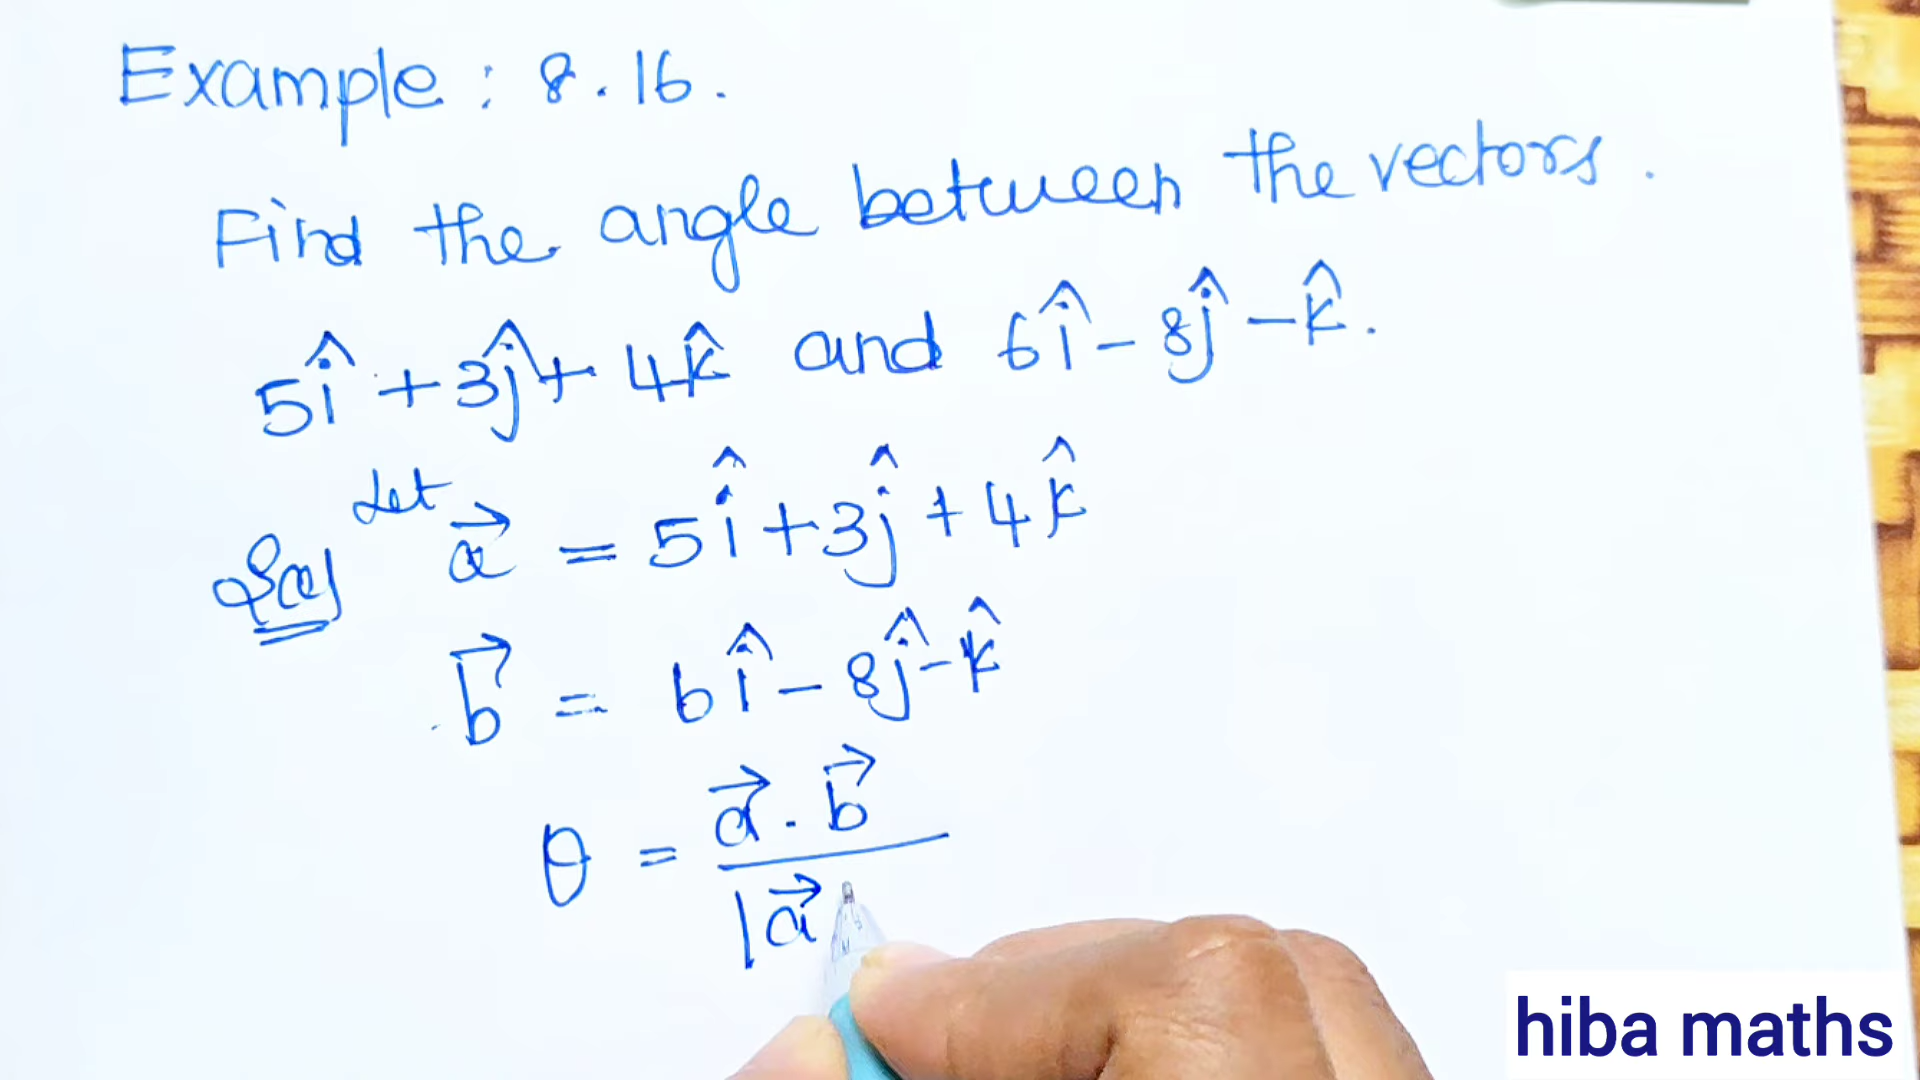 Example : 8.16.
Find the angle between the vectors.
5î + 3ĵ + 4k̂ and 6î - 8ĵ - k̂.
Let
Sol a⃗ = 5î + 3ĵ + 4k̂
b⃗ = 6î - 8ĵ - k̂
θ = a⃗ . b⃗
|a⃗
hiba maths